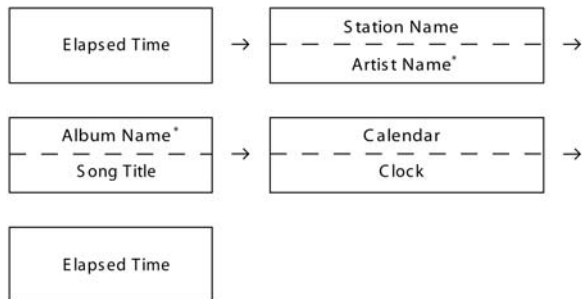 Elapsed Time → Station Name →
Artist Name*
Album Name* → Calendar →
Song Title Clock
Elapsed Time